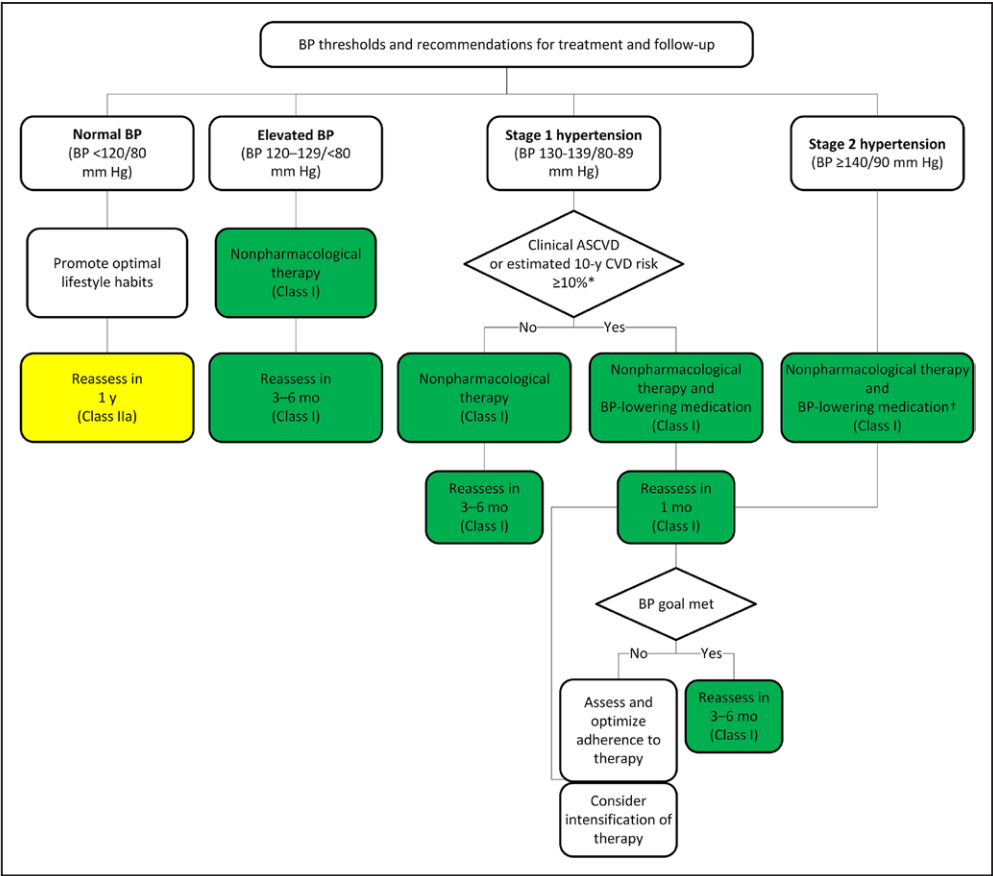 BP thresholds and recommendations for treatment and follow-up
Normal BP
(BP <120/80
mm Hg)
Elevated BP
(BP 120–129/<80
mm Hg)
Stage 1 hypertension
(BP 130-139/80-89
mm Hg)
Stage 2 hypertension
(BP ≥140/90 mm Hg)
Promote optimal
lifestyle habits
Nonpharmacological
therapy
(Class I)
Clinical ASCVD
or estimated 10-y CVD risk
≥10%*
No
Yes
Reassess in
1 y
(Class IIa)
Reassess in
3–6 mo
(Class I)
Nonpharmacological
therapy
(Class I)
Nonpharmacological
therapy and
BP-lowering medication
(Class I)
Nonpharmacological therapy
and
BP-lowering medication†
(Class I)
Reassess in
3–6 mo
(Class I)
Reassess in
1 mo
(Class I)
BP goal met
No
Yes
Assess and
optimize
adherence to
therapy
Reassess in
3–6 mo
(Class I)
Consider
intensification of
therapy